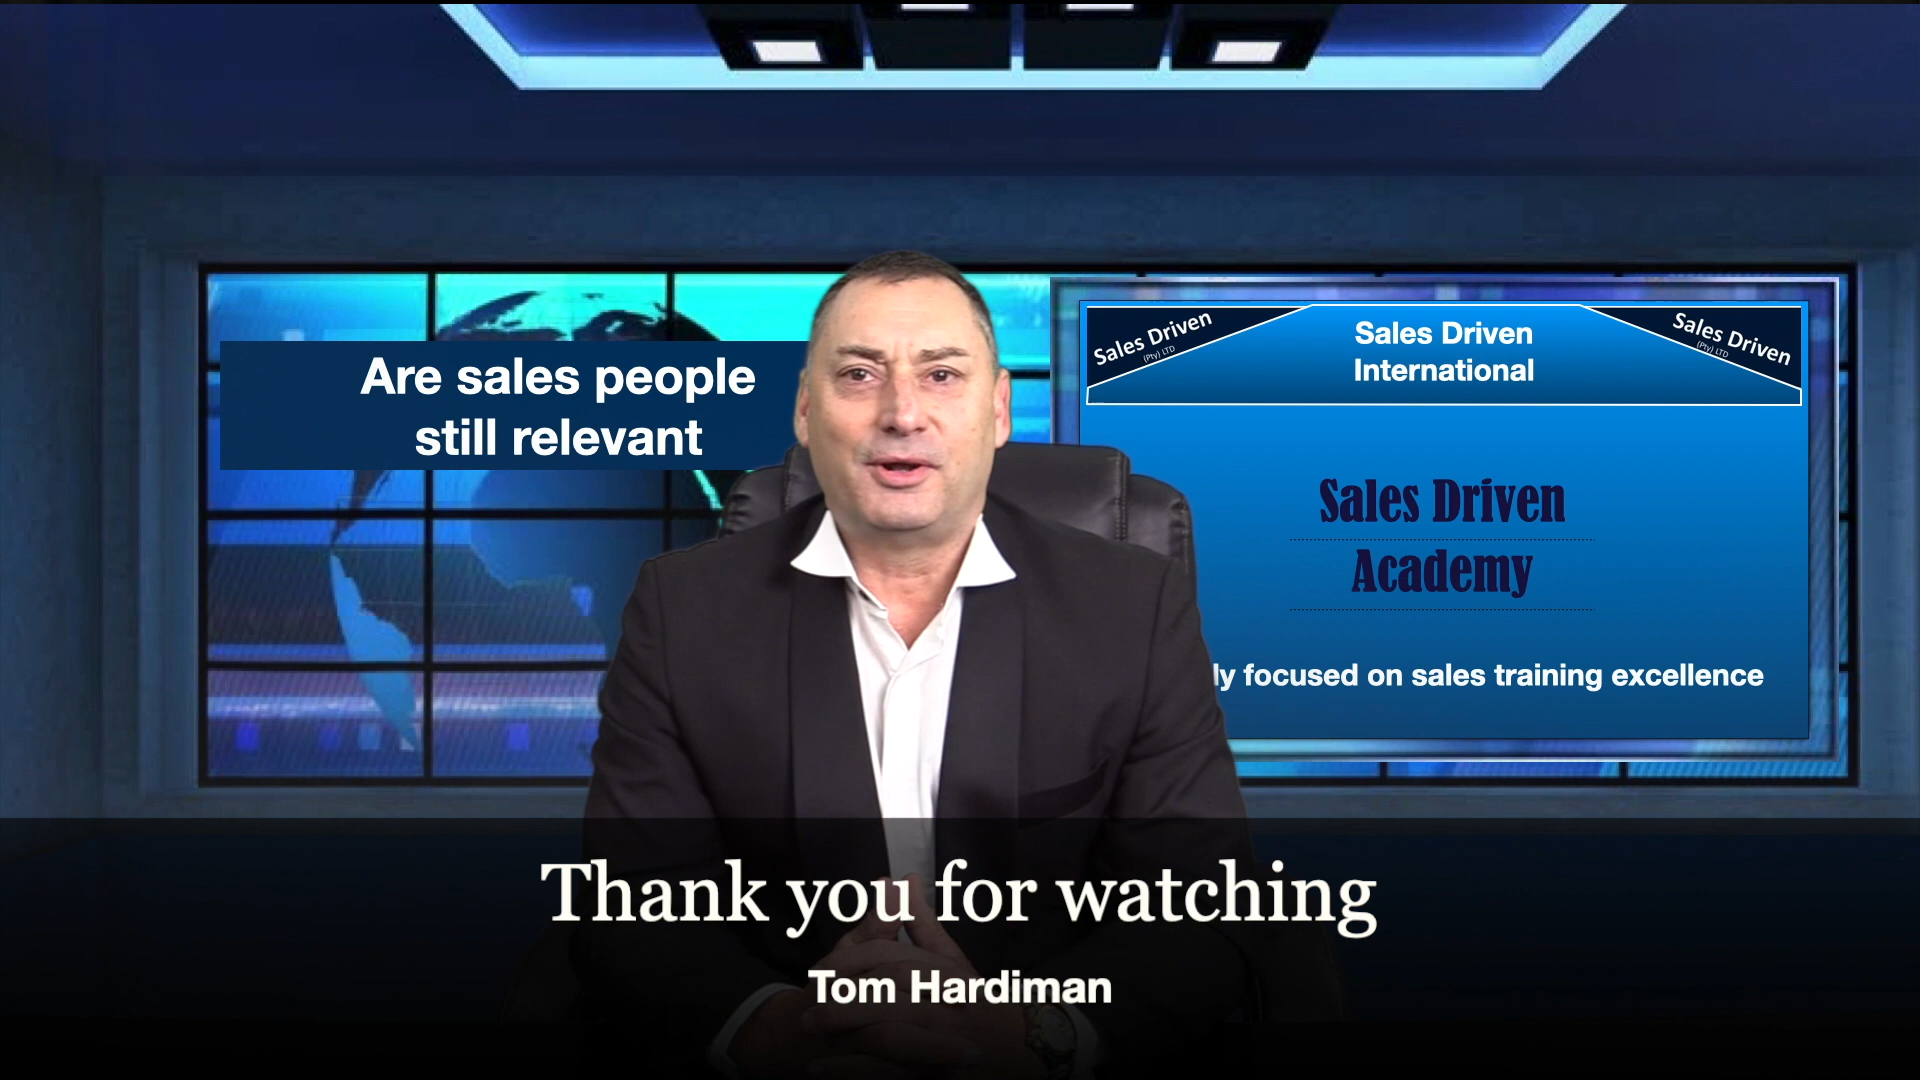 Are sales people
still relevant
Sales Driven
(Pty) LTD
Sales Driven
International
Sales Driven
(Pty) LTD
Sales Driven
Academy
ly focused on sales training excellence
Thank you for watching
Tom Hardiman